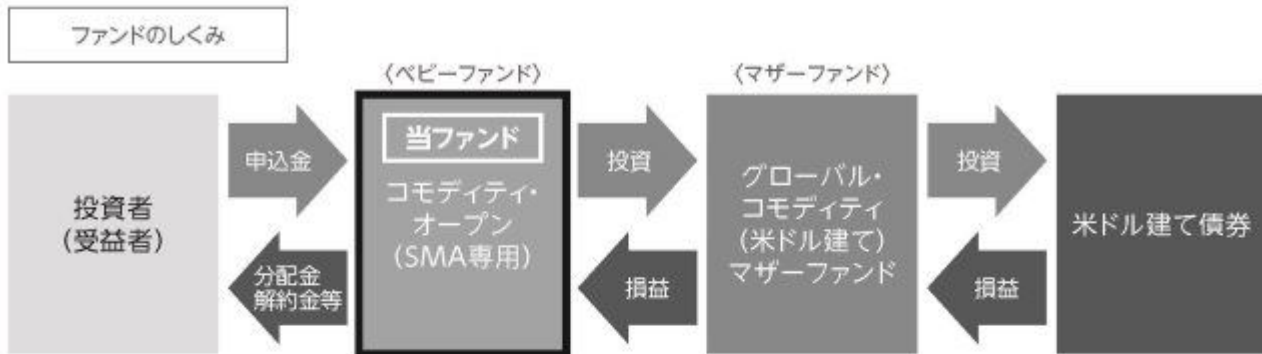 ファンドのしくみ
〈ベビーファンド〉
〈マザーファンド〉
投資者
(受益者)
申込金
分配金
解約金等
当ファンド
コモディティ・
オープン
(SMA専用)
投資
損益
グローバル・
コモディティ
(米ドル建て)
マザーファンド
投資
損益
米ドル建て債券